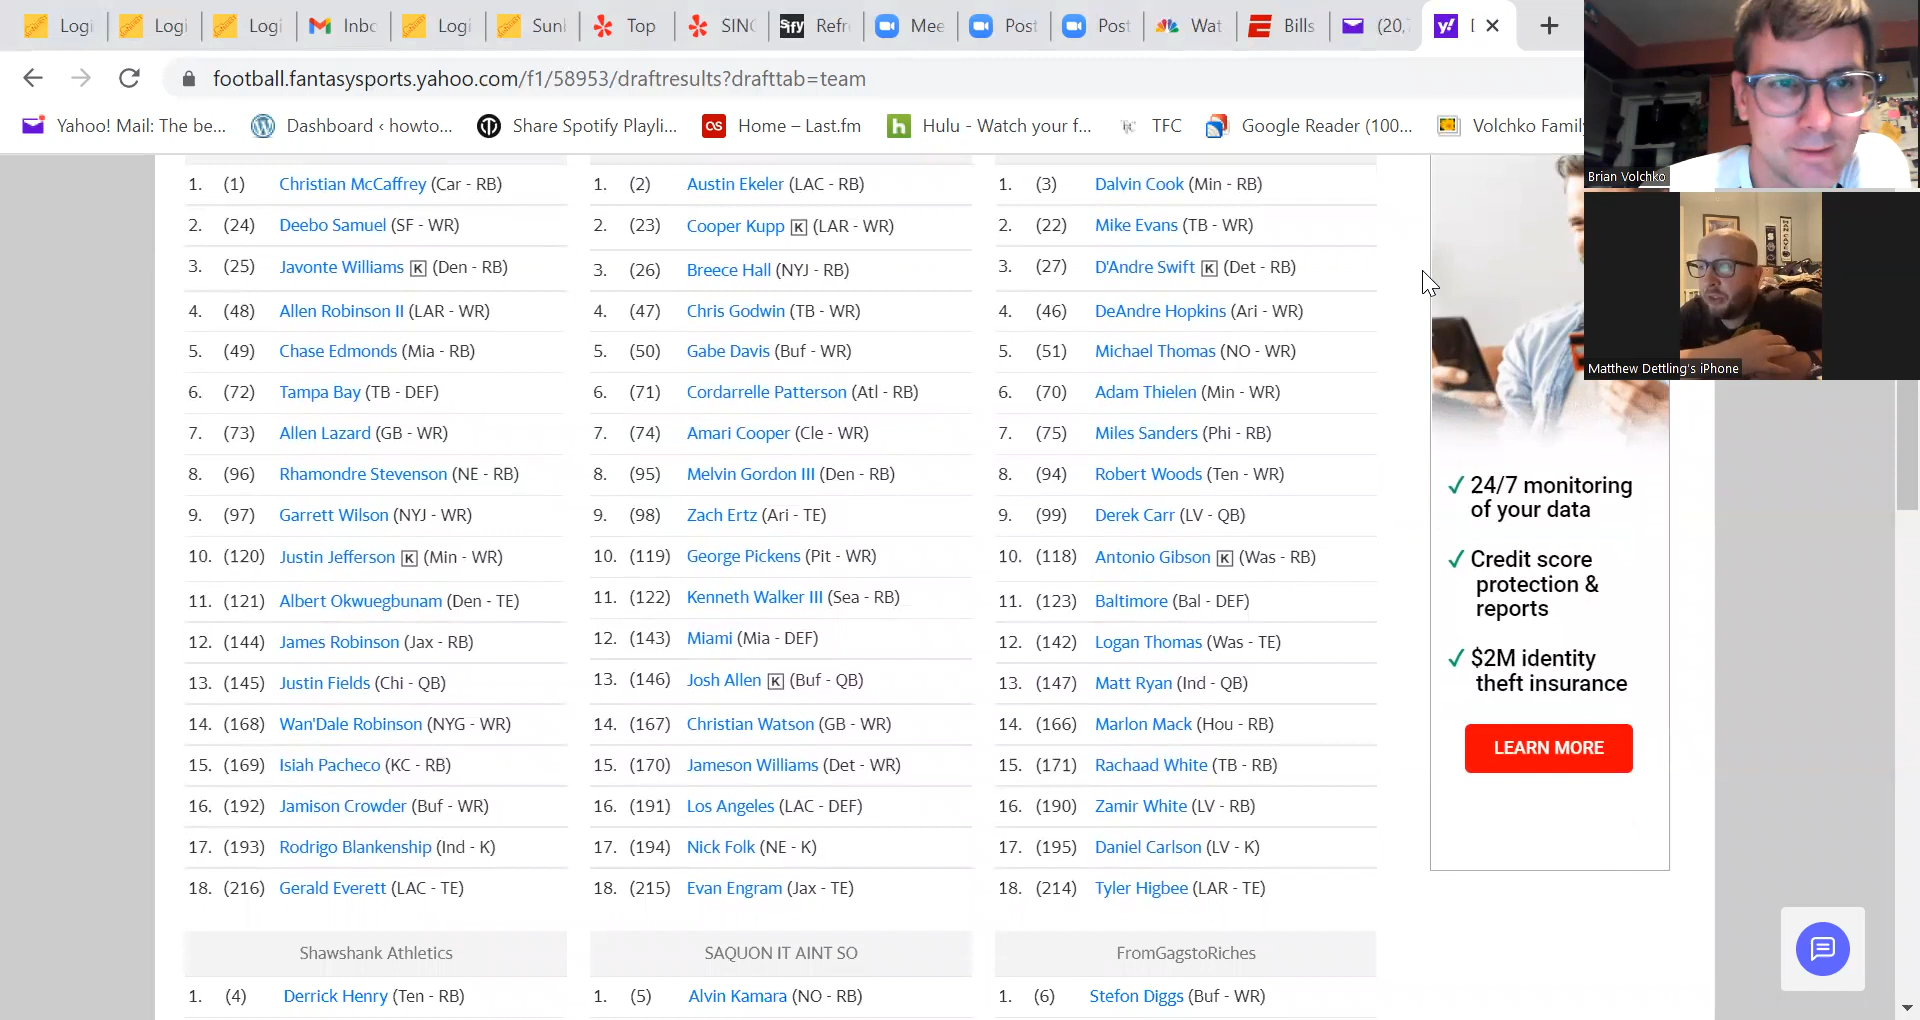 Logi Logi Logi Inbo Logi Sunl Top SING Sify Refr Mee Post Post Wat Bills (20,
football.fantasysports.yahoo.com/f1/58953/draftresults?drafttab=team
Yahoo! Mail: The be... Dashboard ‹ howto... Share Spotify Playli... Home – Last.fm Hulu - Watch your f... TFC Google Reader (100... Volchko Family
Brian Volchko
Matthew Dettling's iPhone
1. (1) Christian McCaffrey (Car - RB)
2. (24) Deebo Samuel (SF - WR)
3. (25) Javonte Williams K (Den - RB)
4. (48) Allen Robinson II (LAR - WR)
5. (49) Chase Edmonds (Mia - RB)
6. (72) Tampa Bay (TB - DEF)
7. (73) Allen Lazard (GB - WR)
8. (96) Rhamondre Stevenson (NE - RB)
9. (97) Garrett Wilson (NYJ - WR)
10. (120) Justin Jefferson K (Min - WR)
11. (121) Albert Okwuegbunam (Den - TE)
12. (144) James Robinson (Jax - RB)
13. (145) Justin Fields (Chi - QB)
14. (168) Wan'Dale Robinson (NYG - WR)
15. (169) Isiah Pacheco (KC - RB)
16. (192) Jamison Crowder (Buf - WR)
17. (193) Rodrigo Blankenship (Ind - K)
18. (216) Gerald Everett (LAC - TE)
1. (2) Austin Ekeler (LAC - RB)
2. (23) Cooper Kupp K (LAR - WR)
3. (26) Breece Hall (NYJ - RB)
4. (47) Chris Godwin (TB - WR)
5. (50) Gabe Davis (Buf - WR)
6. (71) Cordarrelle Patterson (Atl - RB)
7. (74) Amari Cooper (Cle - WR)
8. (95) Melvin Gordon III (Den - RB)
9. (98) Zach Ertz (Ari - TE)
10. (119) George Pickens (Pit - WR)
11. (122) Kenneth Walker III (Sea - RB)
12. (143) Miami (Mia - DEF)
13. (146) Josh Allen K (Buf - QB)
14. (167) Christian Watson (GB - WR)
15. (170) Jameson Williams (Det - WR)
16. (191) Los Angeles (LAC - DEF)
17. (194) Nick Folk (NE - K)
18. (215) Evan Engram (Jax - TE)
1. (3) Dalvin Cook (Min - RB)
2. (22) Mike Evans (TB - WR)
3. (27) D'Andre Swift K (Det - RB)
4. (46) DeAndre Hopkins (Ari - WR)
5. (51) Michael Thomas (NO - WR)
6. (70) Adam Thielen (Min - WR)
7. (75) Miles Sanders (Phi - RB)
8. (94) Robert Woods (Ten - WR)
9. (99) Derek Carr (LV - QB)
10. (118) Antonio Gibson K (Was - RB)
11. (123) Baltimore (Bal - DEF)
12. (142) Logan Thomas (Was - TE)
13. (147) Matt Ryan (Ind - QB)
14. (166) Marlon Mack (Hou - RB)
15. (171) Rachaad White (TB - RB)
16. (190) Zamir White (LV - RB)
17. (195) Daniel Carlson (LV - K)
18. (214) Tyler Higbee (LAR - TE)
✓ 24/7 monitoring
of your data
✓ Credit score
protection &
reports
✓ $2M identity
theft insurance
LEARN MORE
Shawshank Athletics
1. (4) Derrick Henry (Ten - RB)
SAQUON IT AINT SO
1. (5) Alvin Kamara (NO - RB)
FromGagstoRiches
1. (6) Stefon Diggs (Buf - WR)